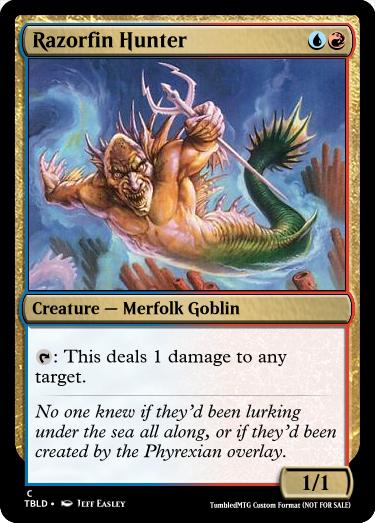 Razorfin Hunter
Creature — Merfolk Goblin
: This deals 1 damage to any
target.
No one knew if they'd been lurking
under the sea all along, or if they'd been
created by the Phyrexian overlay.
1/1
C
TBLD • Jeff Easley
TumbledMTG Custom Format (NOT FOR SALE)